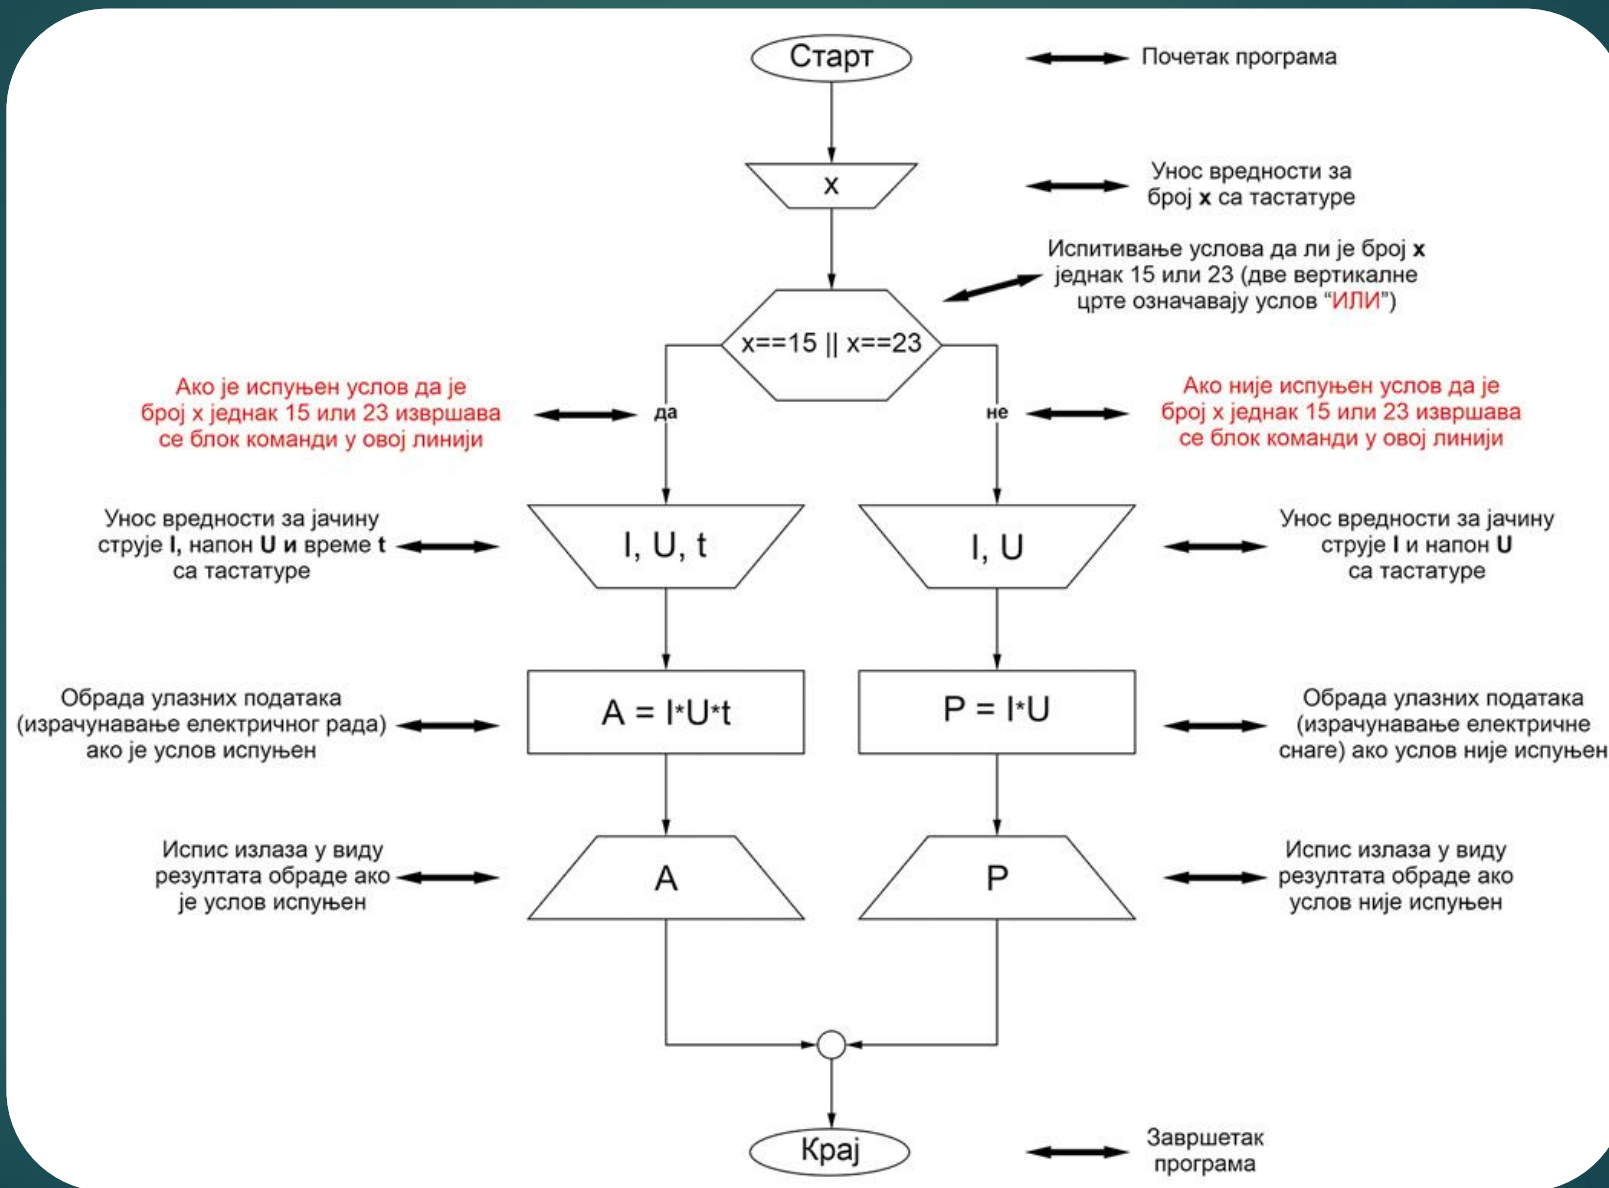 Старт
Почетак програма
x
Унос вредности за
број x са тастатуре
Испитивање услова да ли је број x
једнак 15 или 23 (две вертикалне
црте означавају услов “ИЛИ”)
x==15 || x==23
Ако је испуњен услов да је
број x једнак 15 или 23 извршава
се блок команди у овој линији
да
не
Ако није испуњен услов да је
број x једнак 15 или 23 извршава
се блок команди у овој линији
Унос вредности за јачину
струје I, напон U и време t
са тастатуре
I, U, t
I, U
Унос вредности за јачину
струје I и напон U
са тастатуре
Обрада улазних података
(израчунавање електричног рада)
ако је услов испуњен
A = I*U*t
P = I*U
Обрада улазних података
(израчунавање електричне
снаге) ако услов није испуњен
Испис излаза у виду
резултата обраде ако
је услов испуњен
A
P
Испис излаза у виду
резултата обраде ако
услов није испуњен
Крај
Завршетак
програма